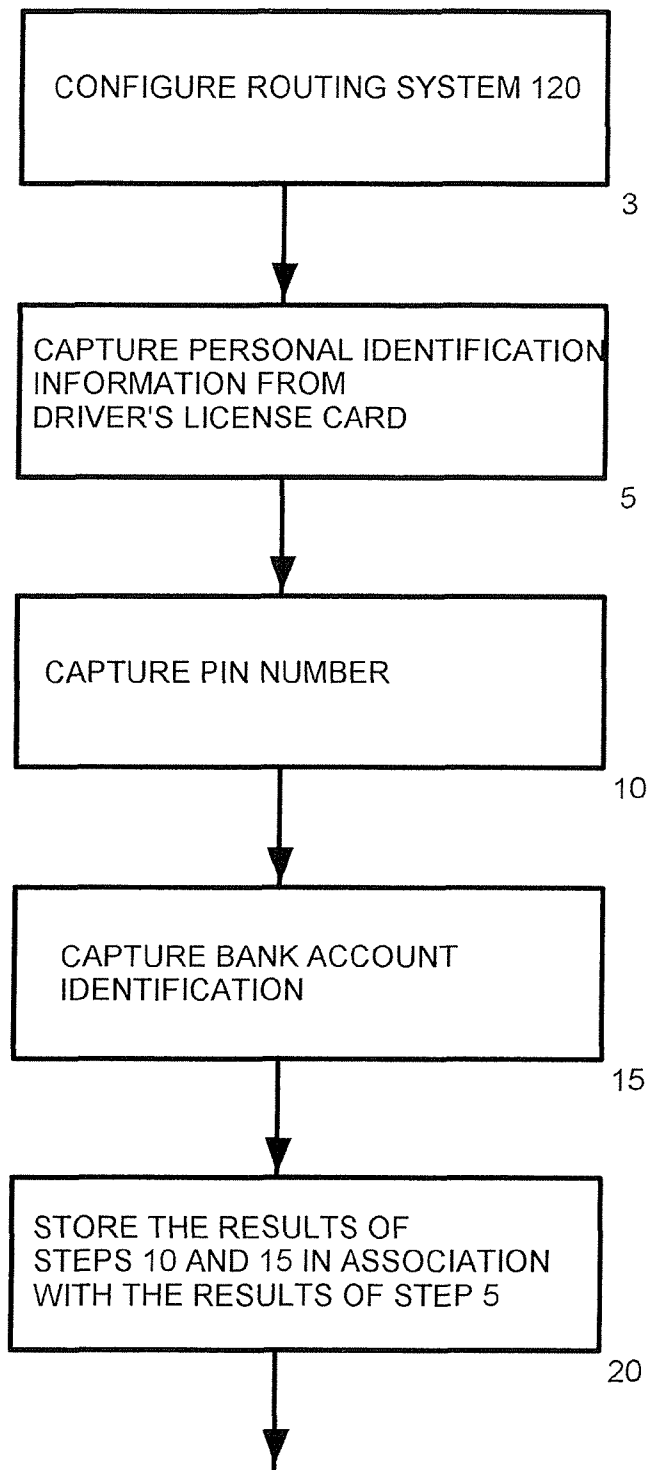 CONFIGURE ROUTING SYSTEM 120
3
CAPTURE PERSONAL IDENTIFICATION
INFORMATION FROM
DRIVER'S LICENSE CARD
5
CAPTURE PIN NUMBER
10
CAPTURE BANK ACCOUNT
IDENTIFICATION
15
STORE THE RESULTS OF
STEPS 10 AND 15 IN ASSOCIATION
WITH THE RESULTS OF STEP 5
20